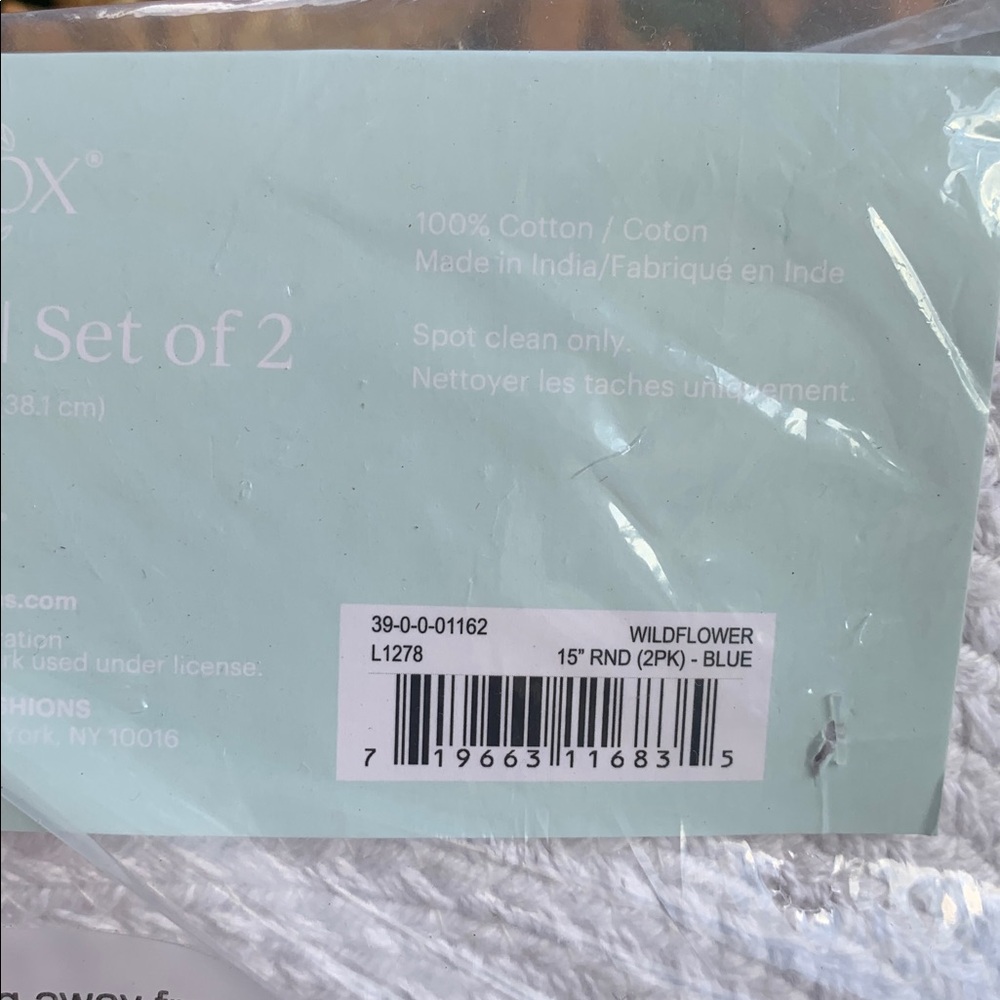 OX®
100% Cotton / Coton
Made in India/Fabriqué en Inde
Set of 2
38.1 cm)
Spot clean only.
Nettoyer les taches uniquement.
s.com
ration
rk used under license.
HIONS
York, NY 10016
39-0-0-01162
WILDFLOWER
L1278
15" RND (2PK) - BLUE
7 19663 11683 5